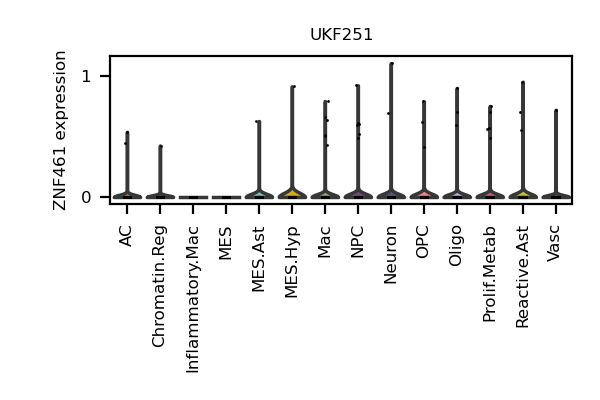 UKF251
ZNF461 expression
1
0
AC
Chromatin.Reg
Inflammatory.Mac
MES
MES.Ast
MES.Hyp
Mac
NPC
Neuron
OPC
Oligo
Prolif.Metab
Reactive.Ast
Vasc